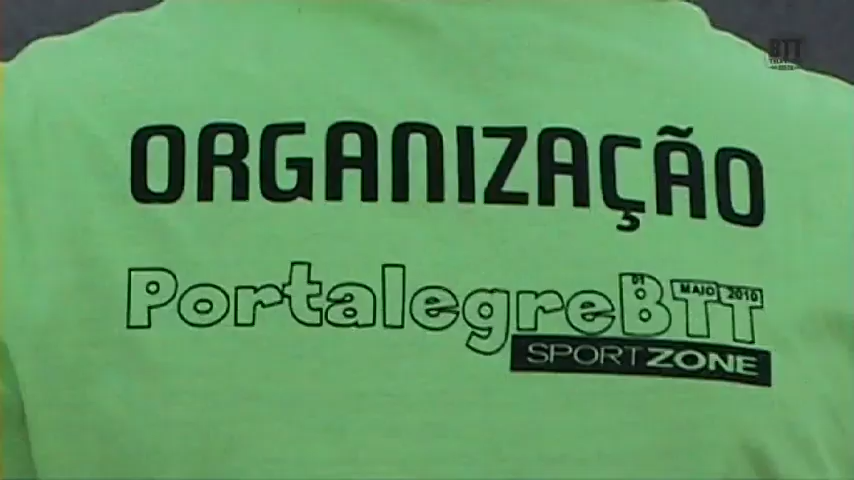 BTT
ORGANIZAÇÃO
PortalegreBTT
01 MAIO 2010
SPORTZONE